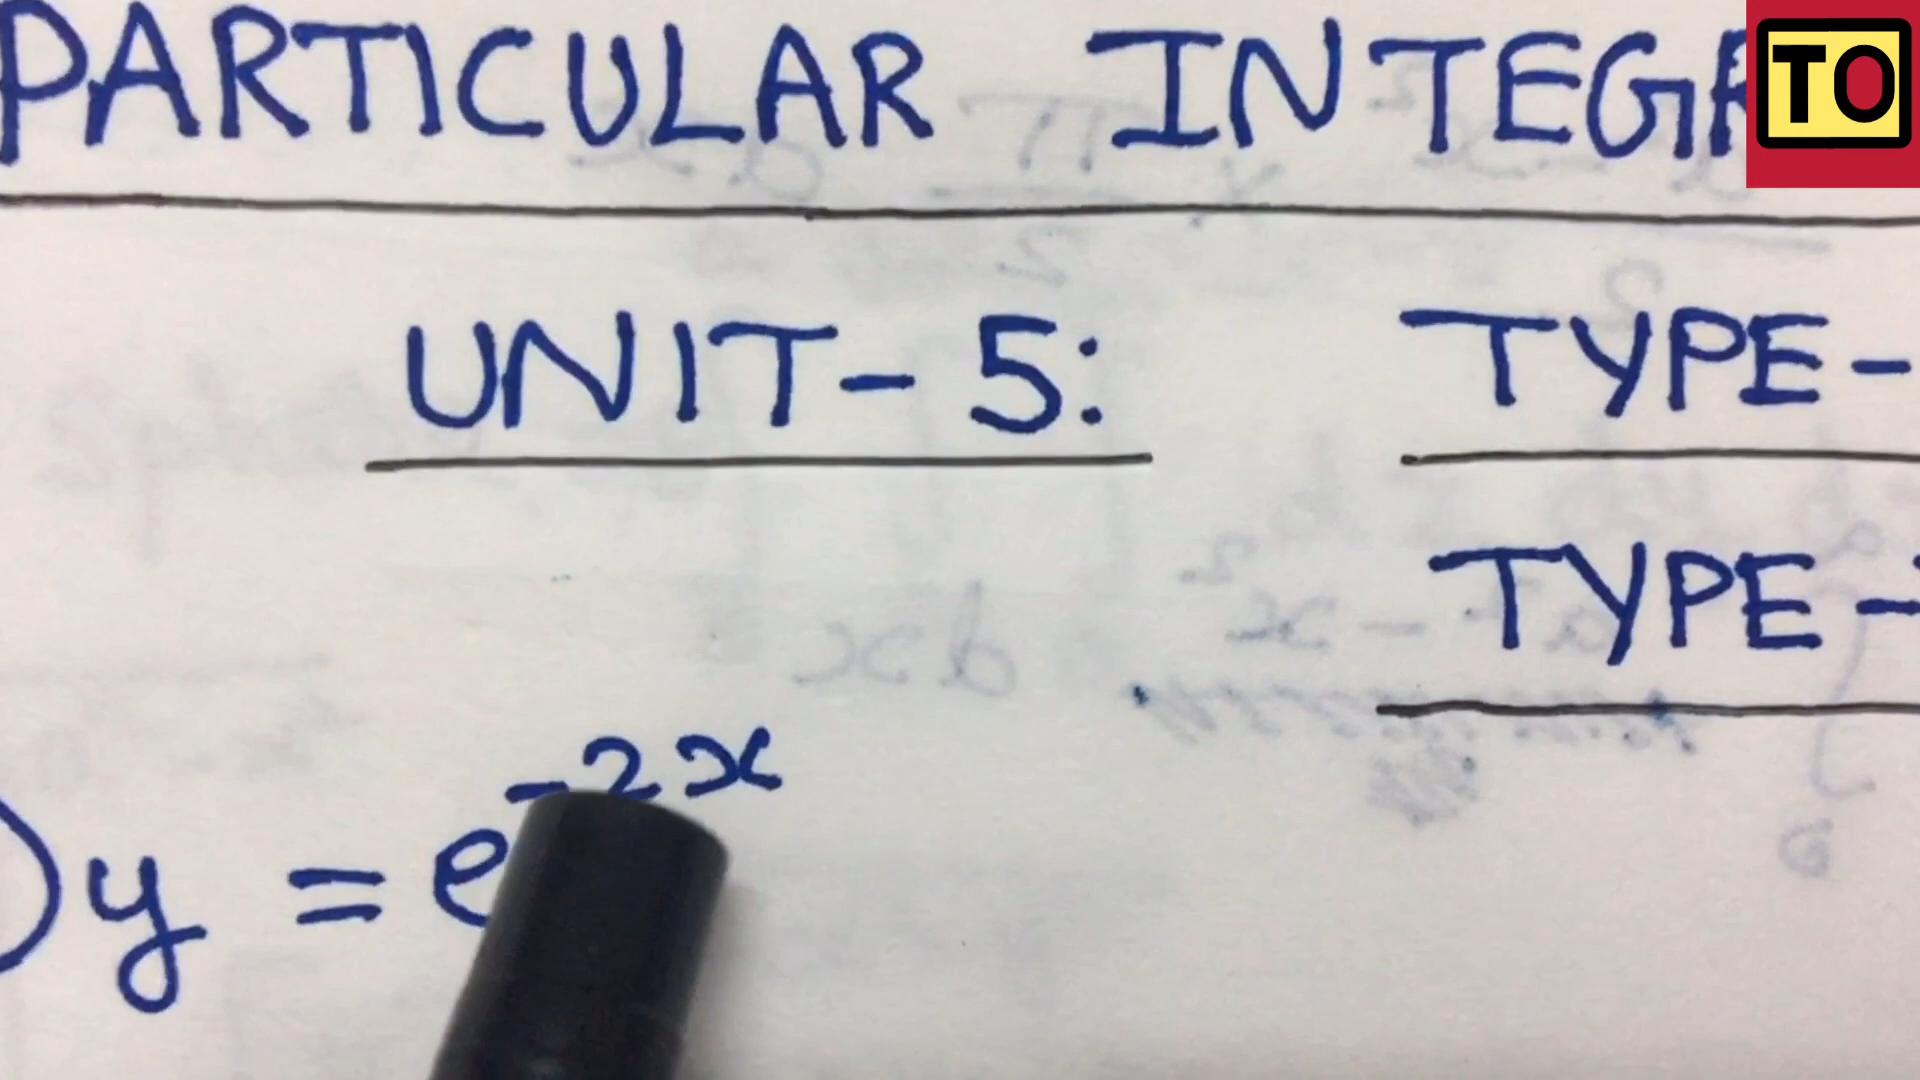 PARTICULAR INTEGR
TO
UNIT-5: TYPE-
TYPE-
)y = e^-2x